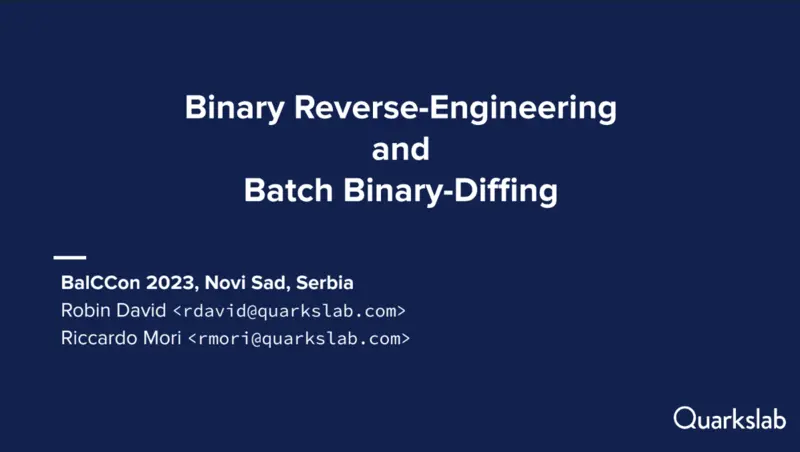 Binary Reverse-Engineering
and
Batch Binary-Diffing
BalCCon 2023, Novi Sad, Serbia
Robin David <rdavid@quarkslab.com>
Riccardo Mori <rmori@quarkslab.com>
Quarkslab